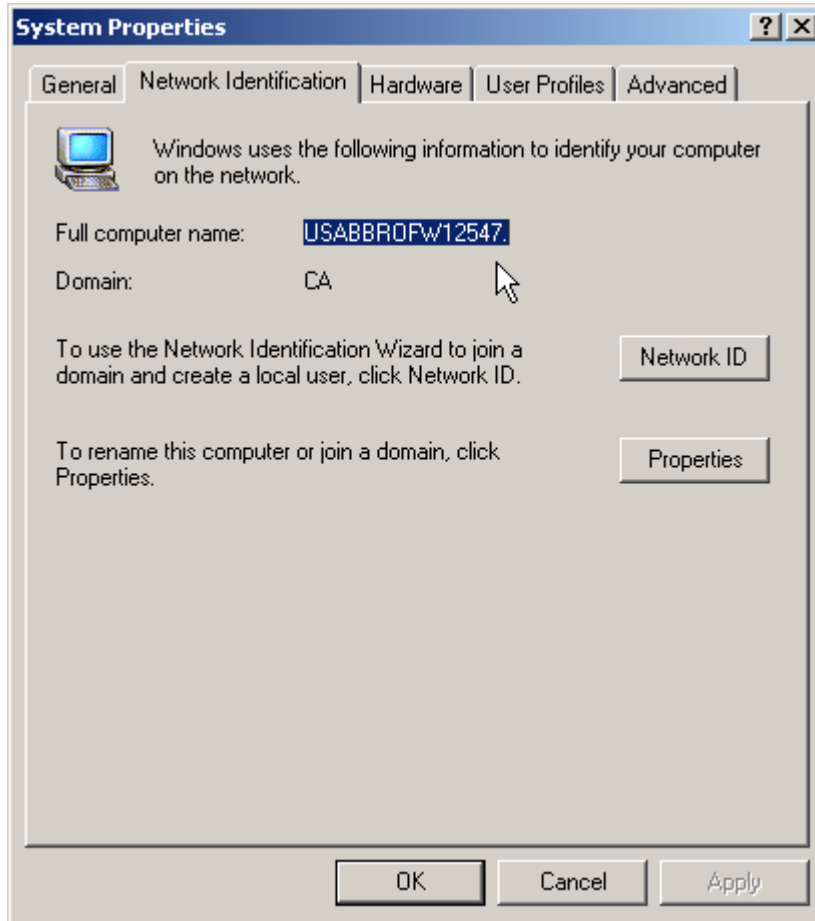 System Properties
General Network Identification Hardware User Profiles Advanced
Windows uses the following information to identify your computer
on the network.
Full computer name: USABBROFW12547.
Domain: CA
To use the Network Identification Wizard to join a
domain and create a local user, click Network ID.
Network ID
To rename this computer or join a domain, click
Properties.
Properties
OK Cancel Apply